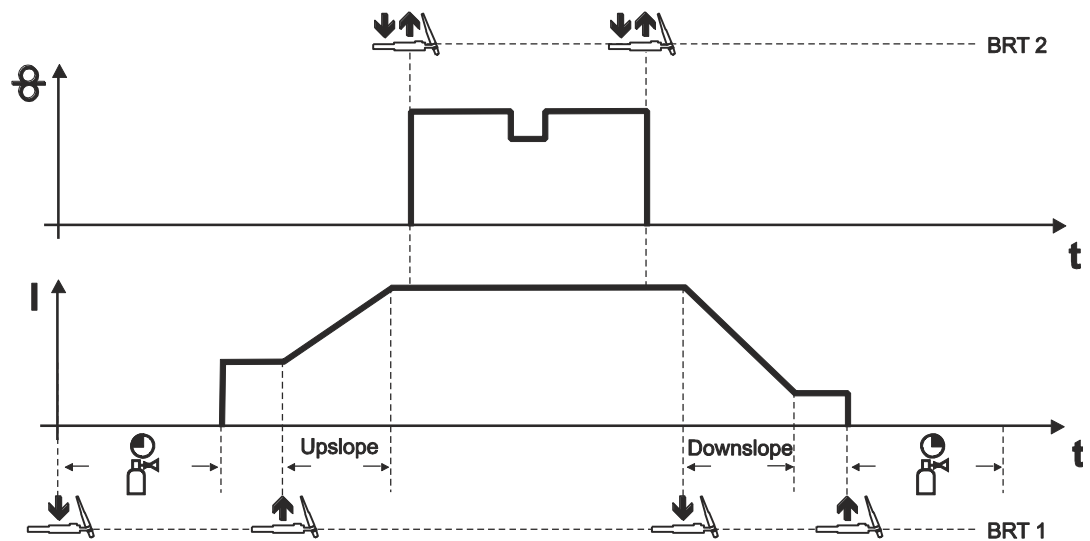 BRT 2
t
I
Upslope
Downslope
t
BRT 1